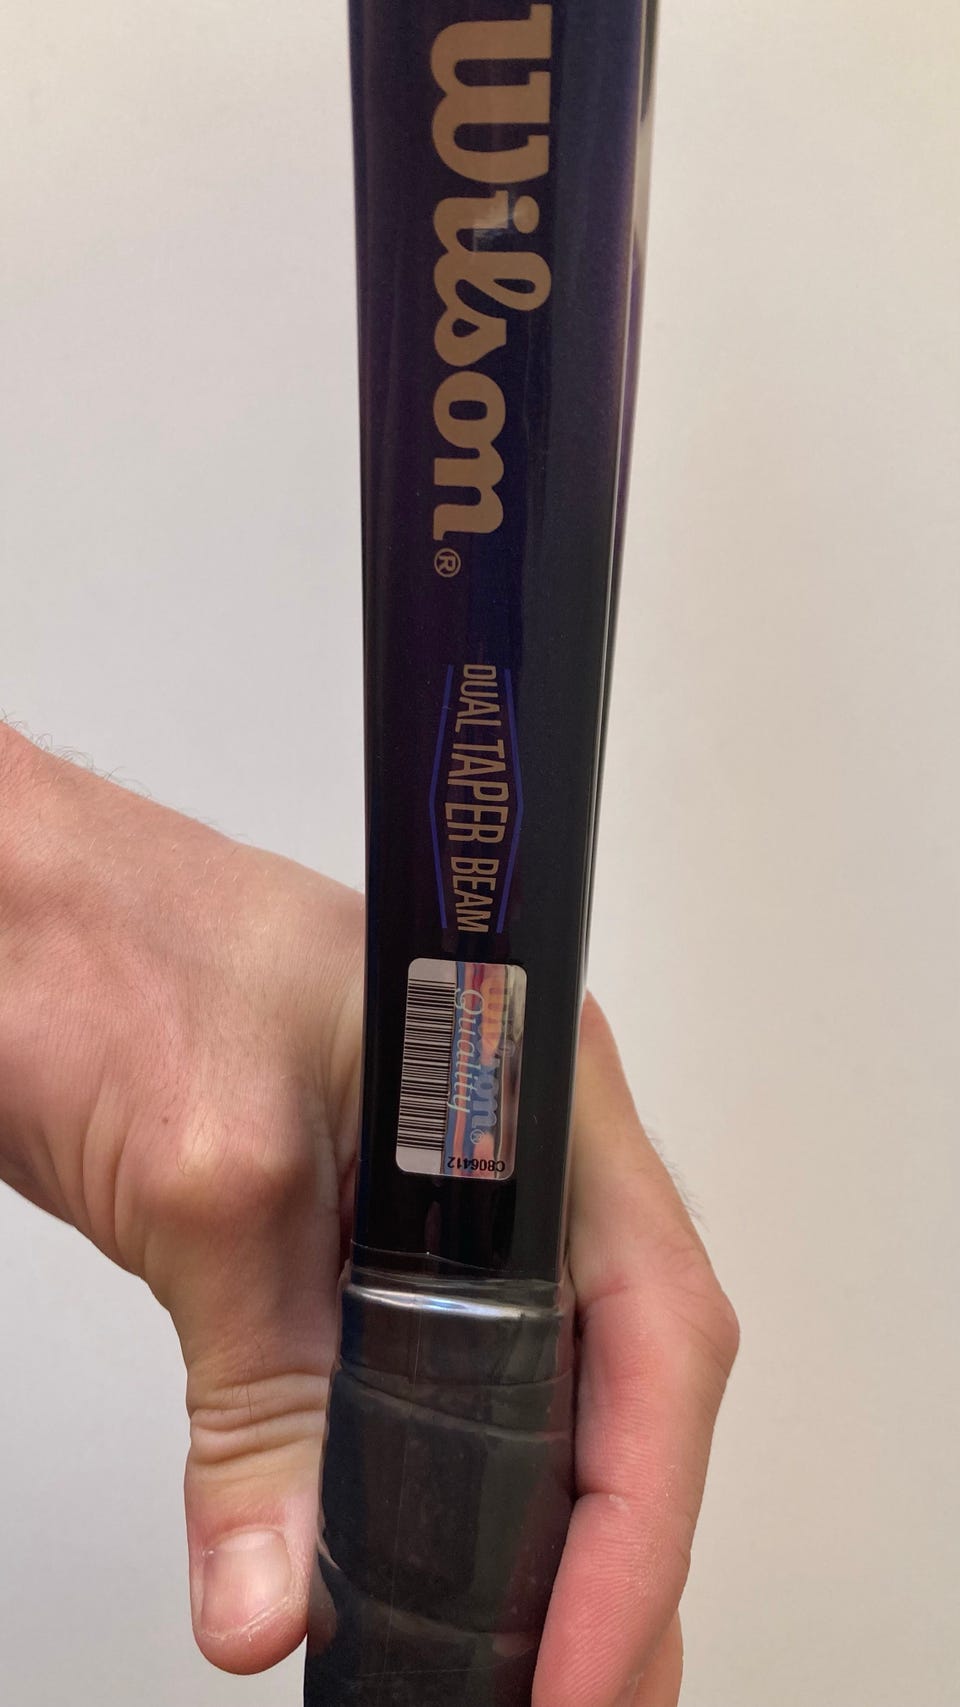 Wilson®
DUAL TAPER BEAM
Wilson®
Quality
C806412